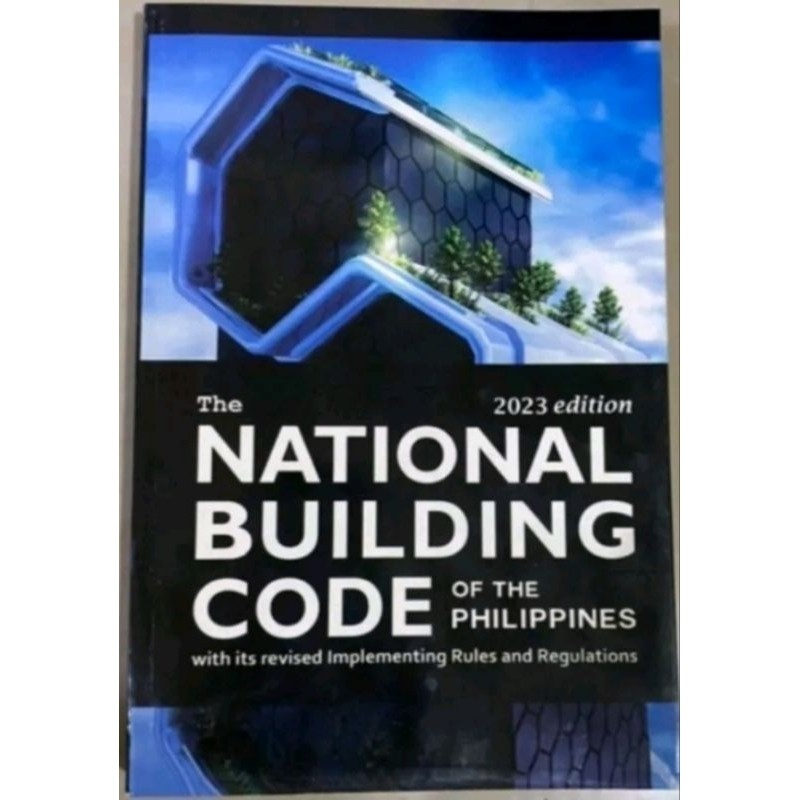 The 2023 edition
NATIONAL
BUILDING
CODE OF THE
PHILIPPINES
with its revised Implementing Rules and Regulations